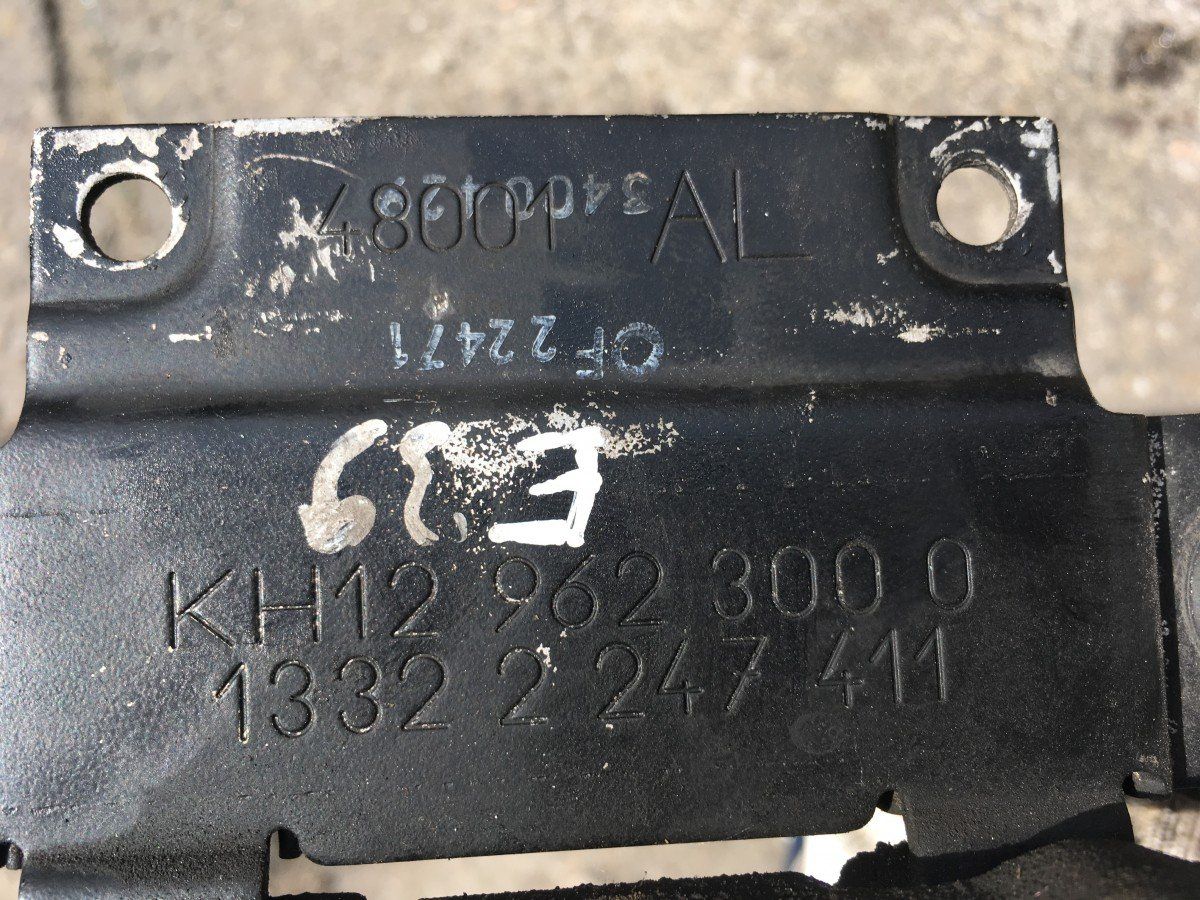 48001 AL
OF 22471
E39
KH12 962 300 0
1332 2 247 411